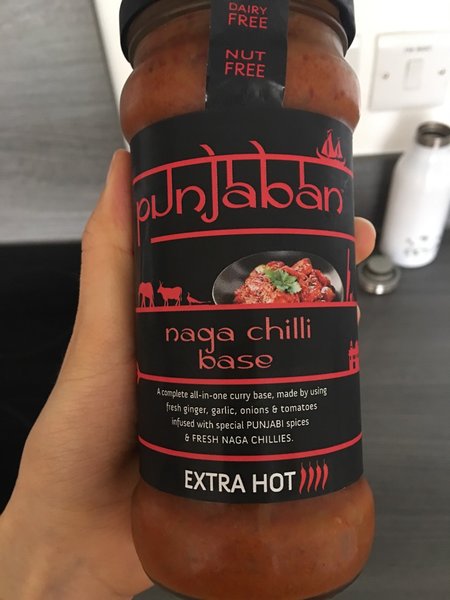 DAIRY
FREE
NUT
FREE
punjaban
naga chilli
base
A complete all-in-one curry base, made by using
fresh ginger, garlic, onions & tomatoes
infused with special PUNJABI spices
& FRESH NAGA CHILLIES.
EXTRA HOT